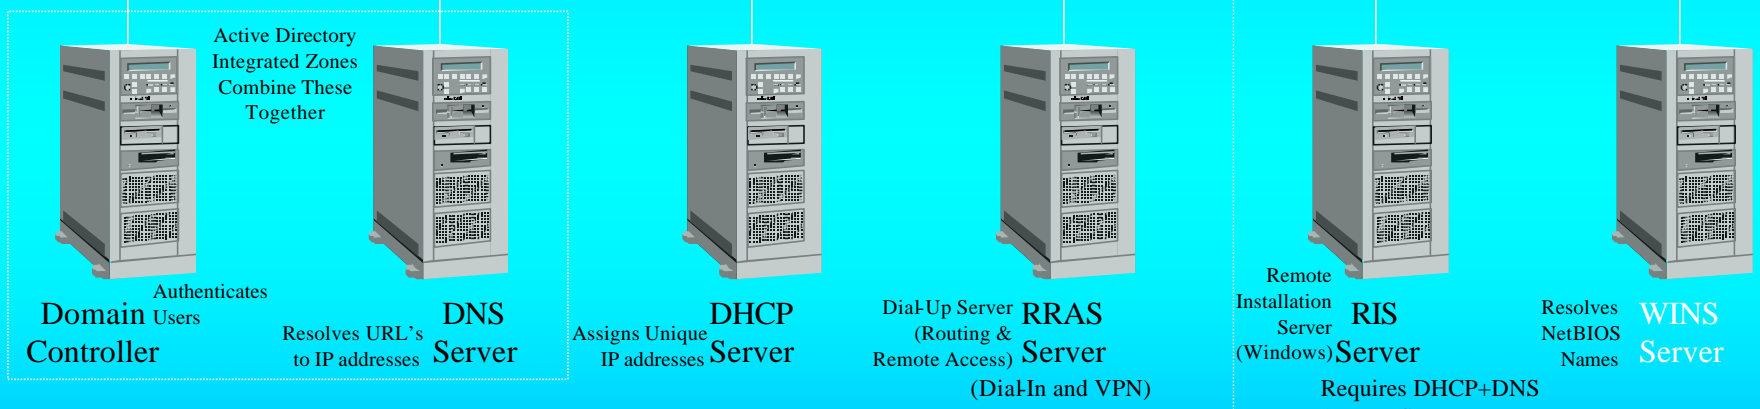 Active Directory
Integrated Zones
Combine These
Together
Domain
Controller
Authenticates
Users
Resolves URL's
to IP addresses
DNS
Server
Assigns Unique
IP addresses
DHCP
Server
Dial-Up Server
(Routing &
Remote Access)
RRAS
Server
(Dial-In and VPN)
Remote
Installation
Server
(Windows)
RIS
Server
Requires DHCP+DNS
Resolves
NetBIOS
Names
WINS
Server